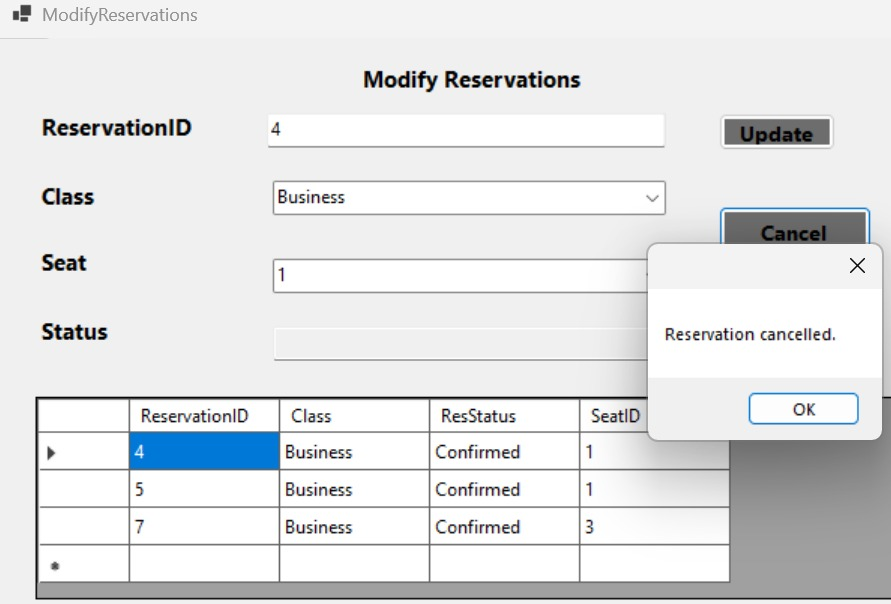 ModifyReservations
Modify Reservations
ReservationID 4 Update
Class Business
Cancel
Seat 1
Status
Reservation cancelled.
OK
ReservationID Class ResStatus SeatID
4 Business Confirmed 1
5 Business Confirmed 1
7 Business Confirmed 3